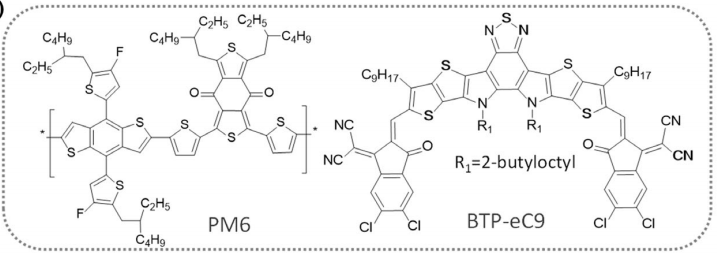 )
C₂H₅
C₂H₅
C₄H₉
C₄H₉
C₄H₉
F
C₂H₅
S
S
O
O
S
S
S
S
S
S
*
*
F
C₂H₅
C₄H₉
PM6
S
N
N
S
S
C₉H₁₇
C₉H₁₇
S
N
N
S
R₁
R₁
CN
NC
O
R₁=2-butyloctyl
O
CN
CN
Cl
Cl
Cl
Cl
BTP-eC9